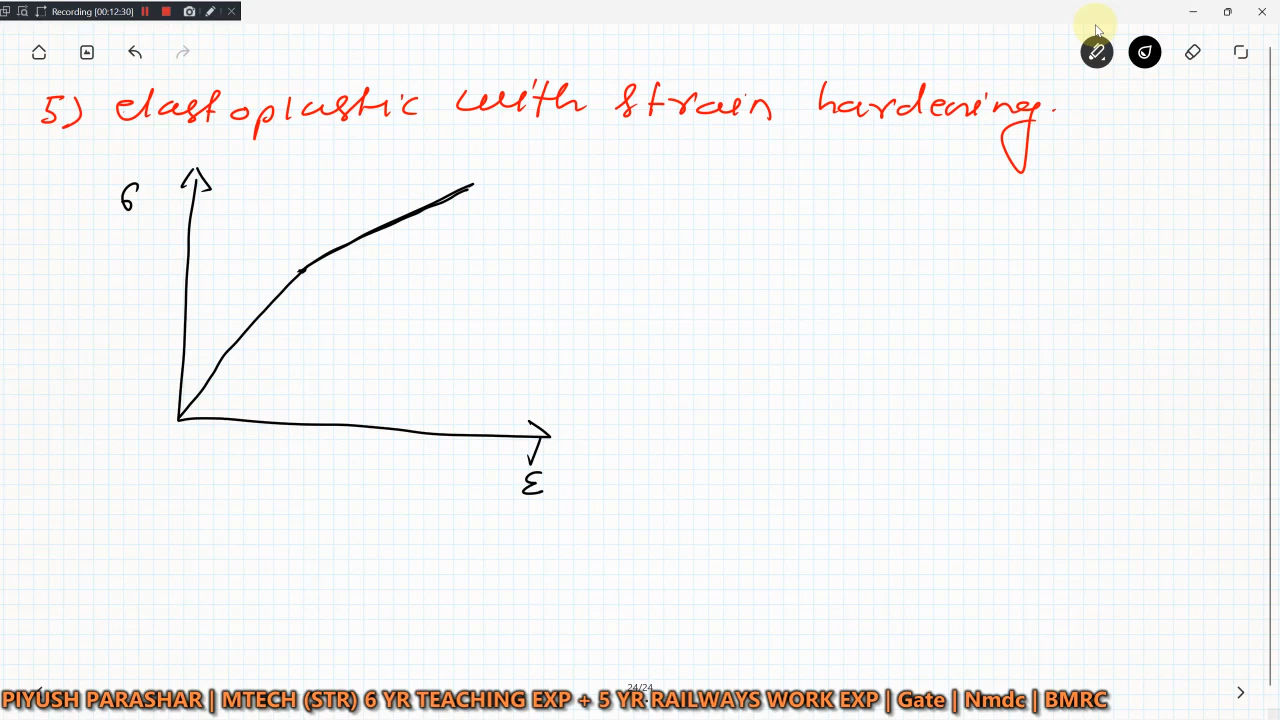 Recording [00:12:30]
5) elastoplastic with strain hardening.
σ
ε
24/24
PIYUSH PARASHAR | MTECH (STR) 6 YR TEACHING EXP + 5 YR RAILWAYS WORK EXP | Gate | Nmdc | BMRC